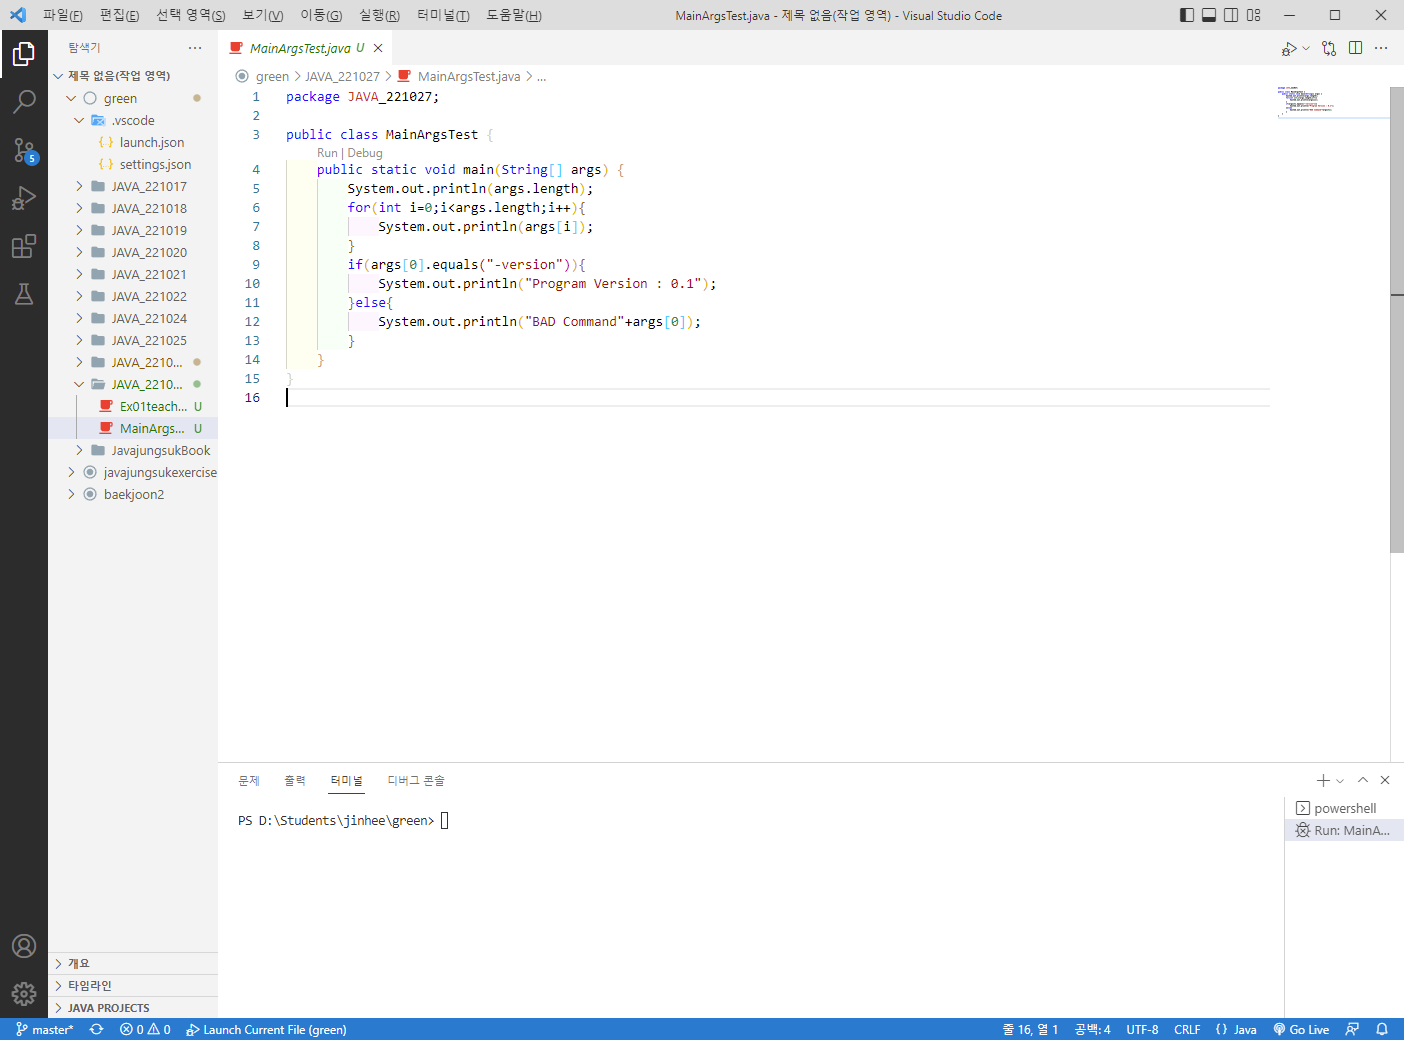 파일(F) 편집(E) 선택 영역(S) 보기(V) 이동(G) 실행(R) 터미널(T) 도움말(H) MainArgsTest.java - 제목 없음(작업 영역) - Visual Studio Code
탐색기
제목 없음(작업 영역)
green
.vscode
launch.json
settings.json
JAVA_221017
JAVA_221018
JAVA_221019
JAVA_221020
JAVA_221021
JAVA_221022
JAVA_221024
JAVA_221025
JAVA_2210...
JAVA_2210...
Ex01teach... U
MainArgs... U
JavajungsukBook
javajungsukexercise
baekjoon2
개요
타임라인
JAVA PROJECTS
5
MainArgsTest.java U
green > JAVA_221027 > MainArgsTest.java > ...
1 package JAVA_221027;
2
3 public class MainArgsTest {
Run | Debug
4 public static void main(String[] args) {
5 System.out.println(args.length);
6 for(int i=0;i<args.length;i++){
7 System.out.println(args[i]);
8 }
9 if(args[0].equals("-version")){
10 System.out.println("Program Version : 0.1");
11 }else{
12 System.out.println("BAD Command"+args[0]);
13 }
14 }
15 }
16
문제 출력 터미널 디버그 콘솔
PS D:\Students\jinhee\green>
powershell
Run: MainA...
master* 0 0 Launch Current File (green) 줄 16, 열 1 공백: 4 UTF-8 CRLF {} Java Go Live